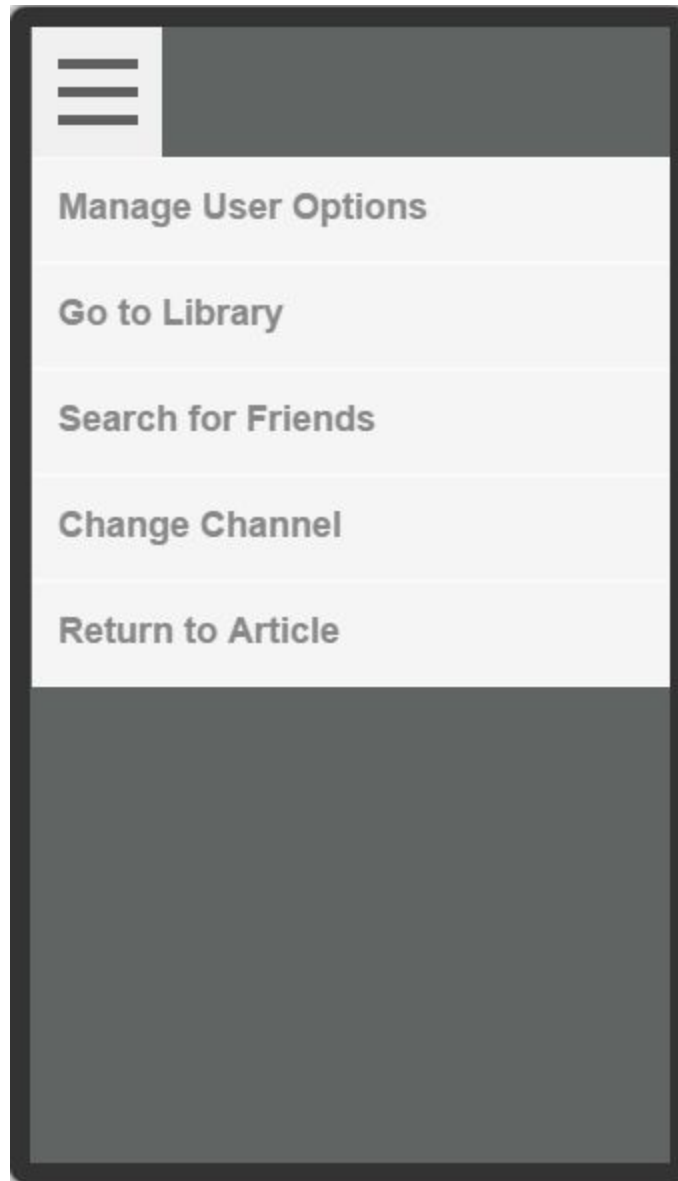 Manage User Options
Go to Library
Search for Friends
Change Channel
Return to Article